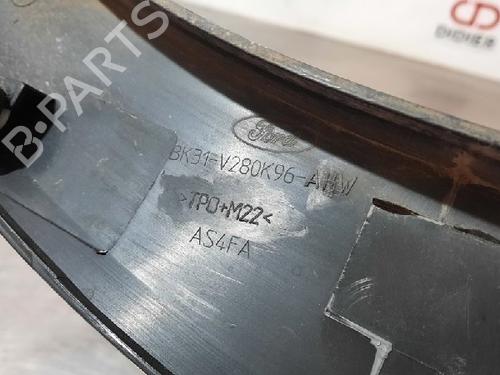 B-PARTS
DIDIER
Ford
BK31-V280K96-AHW
>TPO+M22<
AS4FA